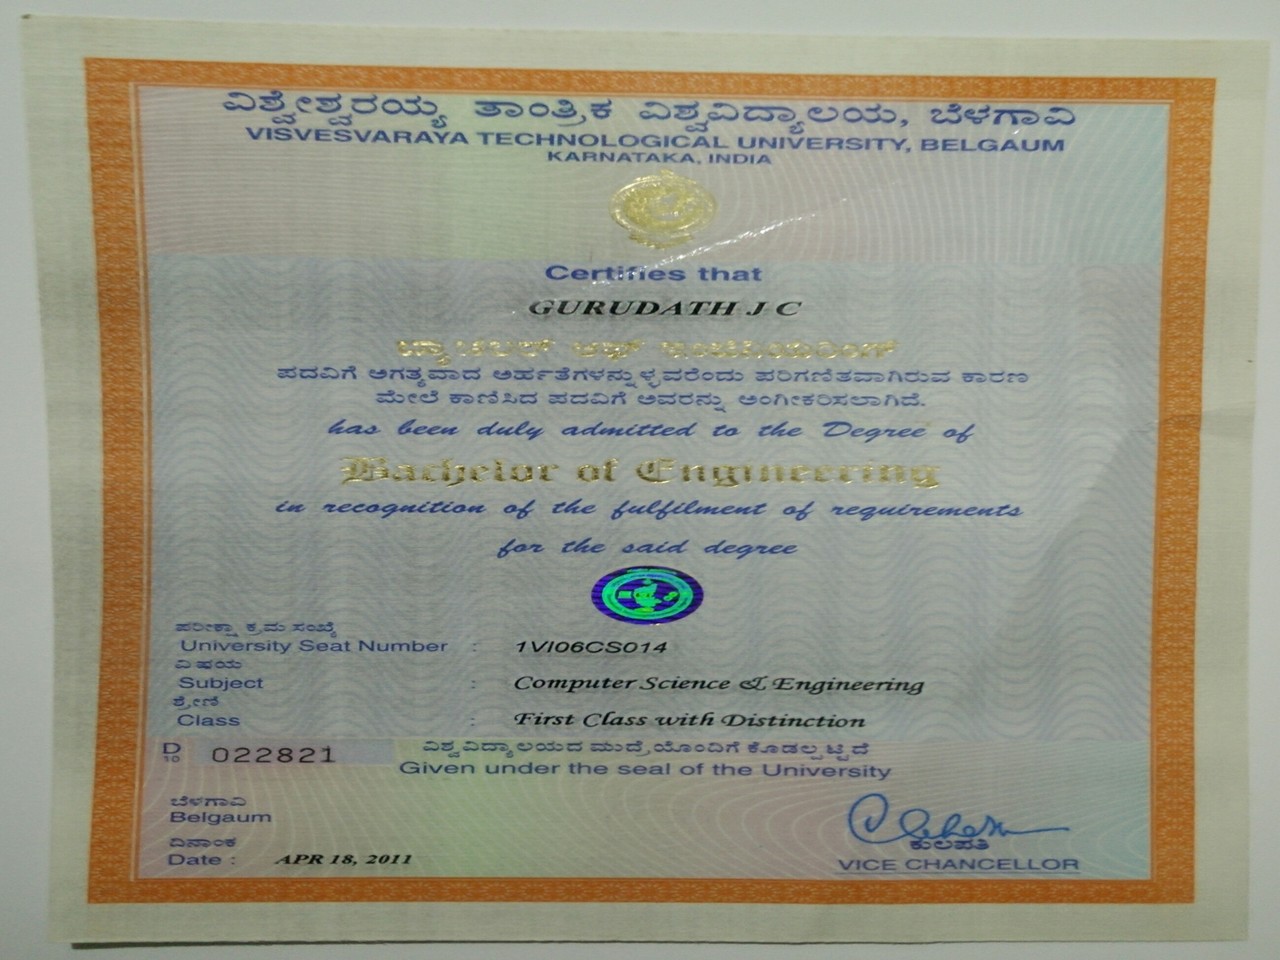 ವಿಶ್ವೇಶ್ವರಯ್ಯ ತಾಂತ್ರಿಕ ವಿಶ್ವವಿದ್ಯಾಲಯ, ಬೆಳಗಾವಿ
VISVESVARAYA TECHNOLOGICAL UNIVERSITY, BELGAUM
KARNATAKA, INDIA
Certifies that
GURUDATH J C
ಬ್ಯಾಚಲರ್ ಆಫ್ ಇಂಜಿನಿಯರಿಂಗ್
ಪದವಿಗೆ ಅಗತ್ಯವಾದ ಅರ್ಹತೆಗಳನ್ನುಳ್ಳವರೆಂದು ಪರಿಗಣಿತವಾಗಿರುವ ಕಾರಣ
ಮೇಲೆ ಕಾಣಿಸಿದ ಪದವಿಗೆ ಅವರನ್ನು ಅಂಗೀಕರಿಸಲಾಗಿದೆ.
has been duly admitted to the Degree of
Bachelor of Engineering
in recognition of the fulfilment of requirements
for the said degree
ಪರೀಕ್ಷಾ ಕ್ರಮ ಸಂಖ್ಯೆ
University Seat Number : 1VI06CS014
ವಿಷಯ
Subject : Computer Science & Engineering
ಶ್ರೇಣಿ
Class : First Class with Distinction
D 10 022821
ವಿಶ್ವವಿದ್ಯಾಲಯದ ಮುದ್ರೆಯೊಂದಿಗೆ ಕೊಡಲ್ಪಟ್ಟಿದೆ
Given under the seal of the University
ಬೆಳಗಾವಿ
Belgaum
ದಿನಾಂಕ
Date : APR 18, 2011
ಕುಲಪತಿ
VICE CHANCELLOR